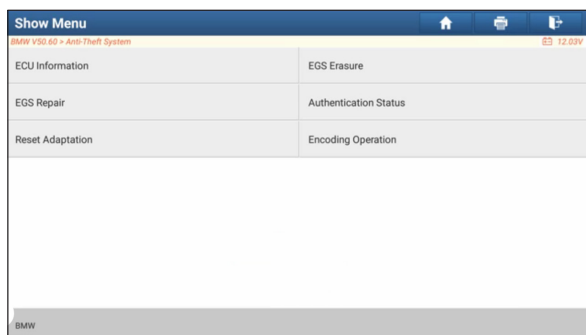 Show Menu
BMW V50.60 > Anti-Theft System 12.03V
ECU Information EGS Erasure
EGS Repair Authentication Status
Reset Adaptation Encoding Operation
BMW